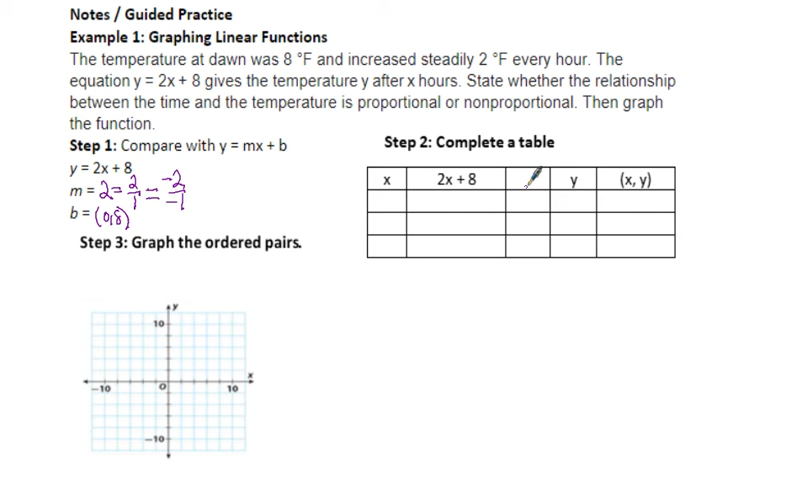 Notes / Guided Practice
Example 1: Graphing Linear Functions
The temperature at dawn was 8 °F and increased steadily 2 °F every hour. The
equation y = 2x + 8 gives the temperature y after x hours. State whether the relationship
between the time and the temperature is proportional or nonproportional. Then graph
the function.
Step 1: Compare with y = mx + b
y = 2x + 8
m = 2 = 2/1 = -2/-1
b = (0,8)
Step 2: Complete a table
x 2x + 8 y (x, y)
Step 3: Graph the ordered pairs.
y
10
x
-10 O 10
-10